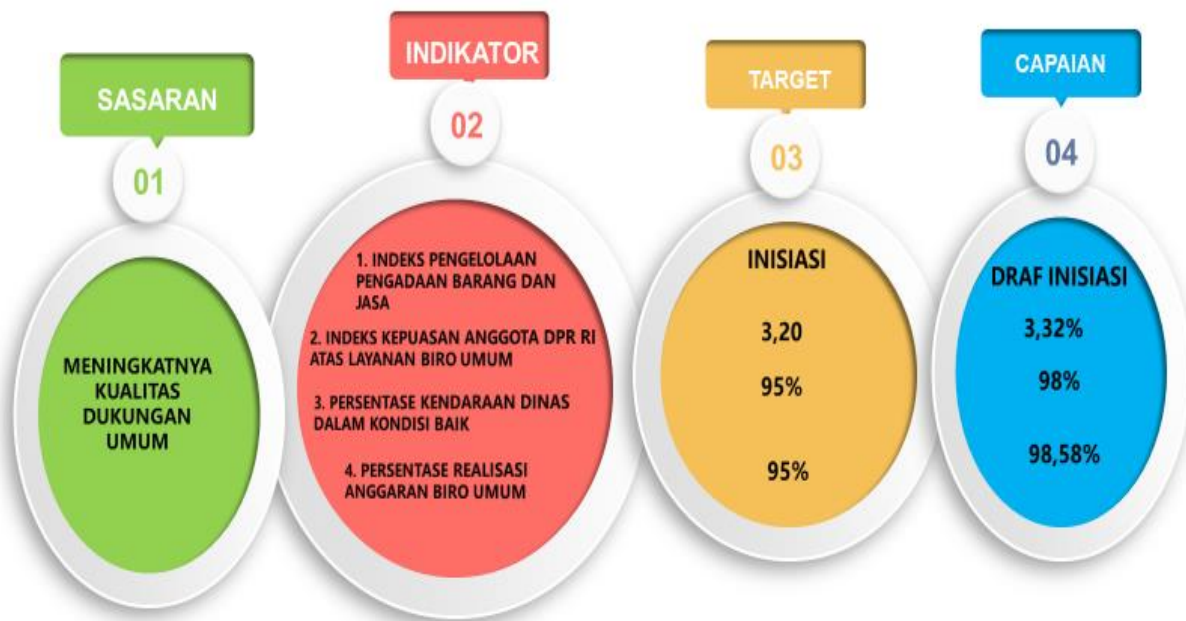 SASARAN
01
MENINGKATNYA
KUALITAS
DUKUNGAN
UMUM
INDIKATOR
02
1. INDEKS PENGELOLAAN
PENGADAAN BARANG DAN
JASA
2. INDEKS KEPUASAN ANGGOTA DPR RI
ATAS LAYANAN BIRO UMUM
3. PERSENTASE KENDARAAN DINAS
DALAM KONDISI BAIK
4. PERSENTASE REALISASI
ANGGARAN BIRO UMUM
TARGET
03
INISIASI
3,20
95%
95%
CAPAIAN
04
DRAF INISIASI
3,32%
98%
98,58%